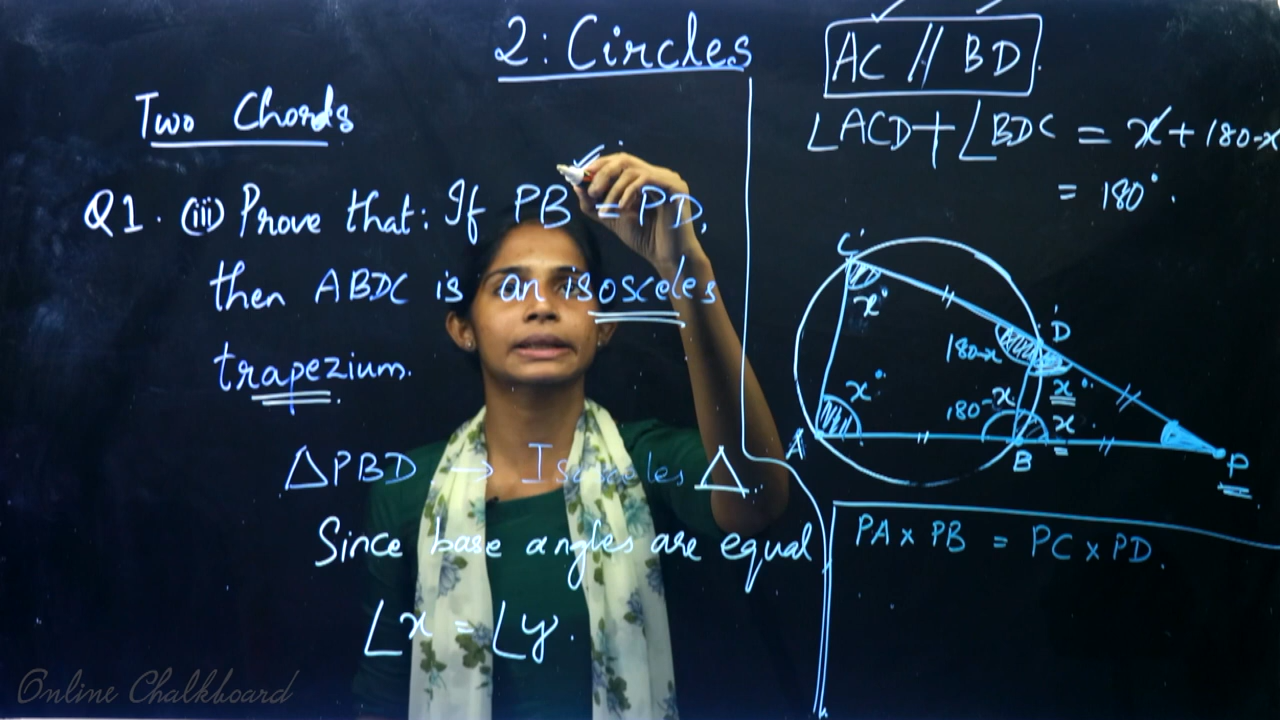 2: Circles
Two Chords
Q1. (iii) Prove that: If PB = PD,
then ABDC is an isosceles
trapezium.
△PBD → Isosceles △.
Since base angles are equal
∠x = ∠y.
AC // BD.
∠ACD + ∠BDC = x + 180-x
= 180°.
C
x°
D
180-x
x°
x°
180-x
x
A
B
P
PA x PB = PC x PD.
Online Chalkboard